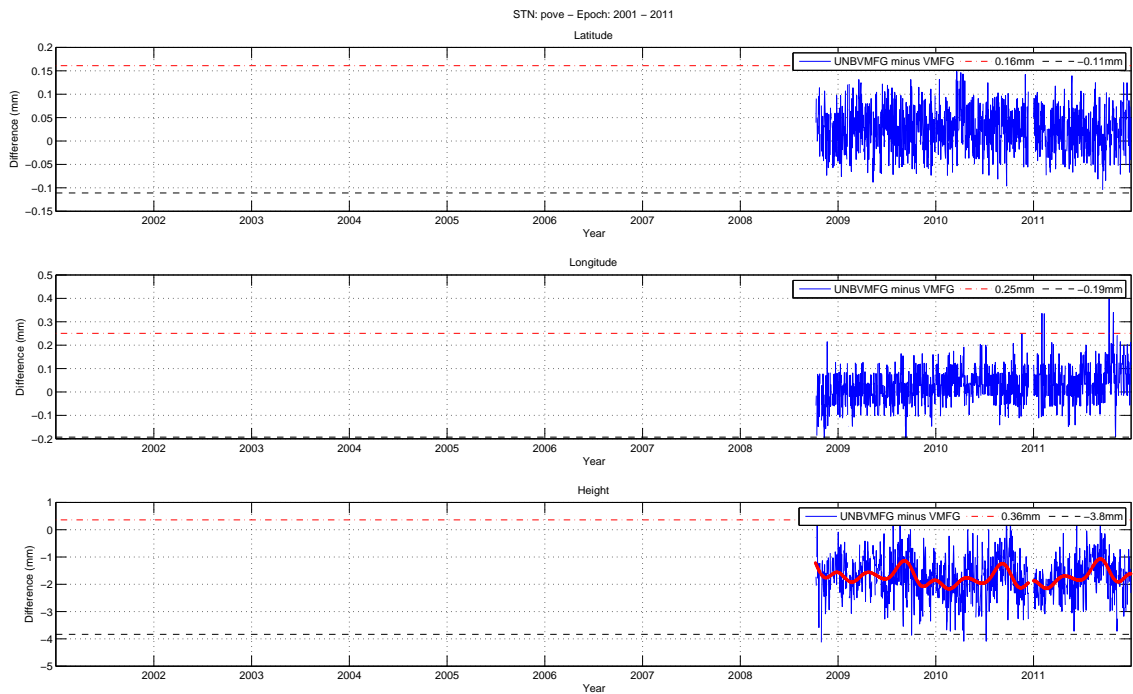 STN: pove – Epoch: 2001 – 2011
Latitude
0.2
0.15
0.1
0.05
0
−0.05
−0.1
−0.15
Difference (mm)
UNBVMFG minus VMFG 0.16mm −0.11mm
2002 2003 2004 2005 2006 2007 2008 2009 2010 2011
Year
Longitude
0.5
0.4
0.3
0.2
0.1
0
−0.1
−0.2
Difference (mm)
UNBVMFG minus VMFG 0.25mm −0.19mm
2002 2003 2004 2005 2006 2007 2008 2009 2010 2011
Year
Height
1
0
−1
−2
−3
−4
−5
Difference (mm)
UNBVMFG minus VMFG 0.36mm −3.8mm
2002 2003 2004 2005 2006 2007 2008 2009 2010 2011
Year